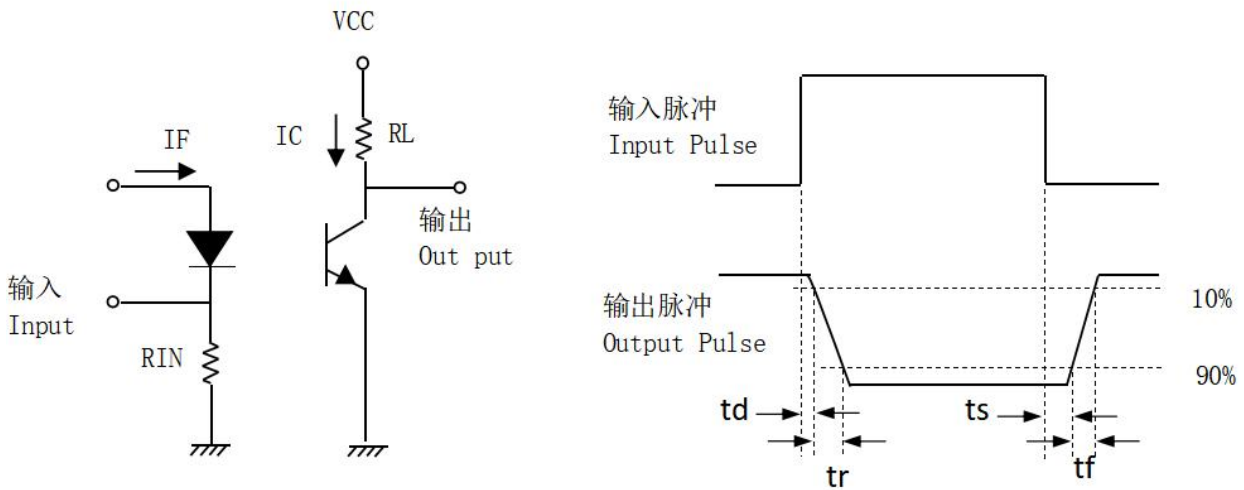 VCC
IF
IC
RL
输出
Out put
输入
Input
RIN
输入脉冲
Input Pulse
输出脉冲
Output Pulse
10%
90%
td
ts
tr
tf